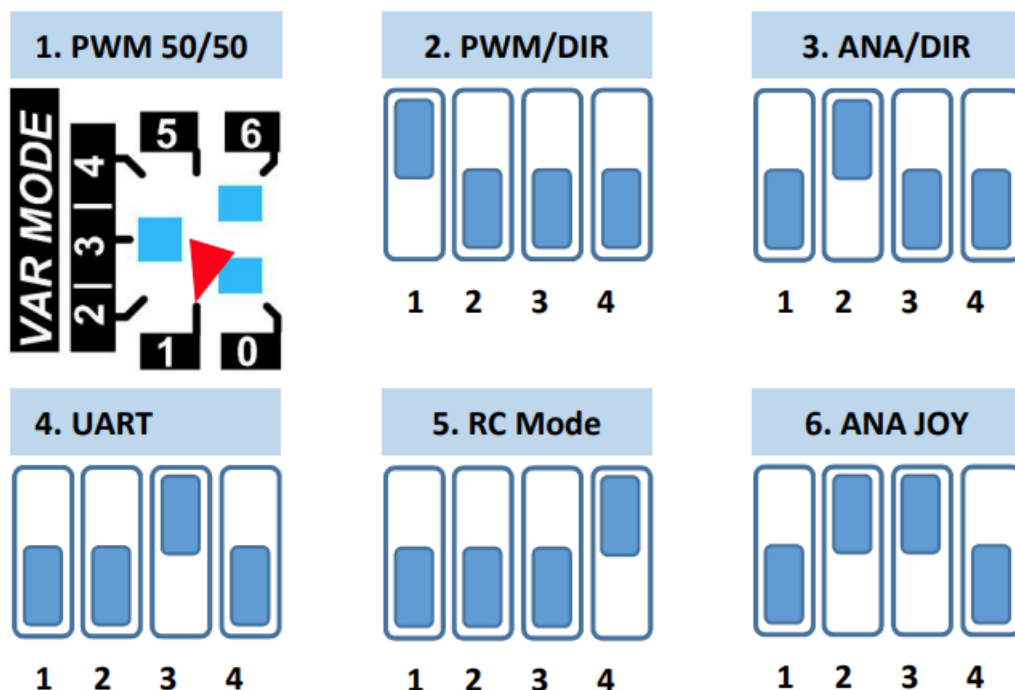 1. PWM 50/50
2. PWM/DIR
3. ANA/DIR
VAR MODE
2 | 3 | 4
5
6
1
0
1 2 3 4
1 2 3 4
4. UART
5. RC Mode
6. ANA JOY
1 2 3 4
1 2 3 4
1 2 3 4